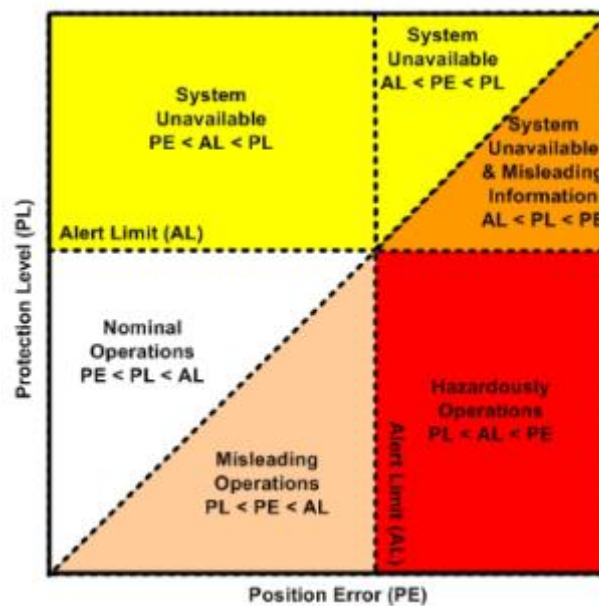 System
Unavailable
AL < PE < PL
System
Unavailable
PE < AL < PL
System
Unavailable
& Misleading
Information
AL < PL < PE
Alert Limit (AL)
Protection Level (PL)
Nominal
Operations
PE < PL < AL
Hazardously
Operations
PL < AL < PE
Misleading
Operations
PL < PE < AL
Alert Limit (AL)
Position Error (PE)